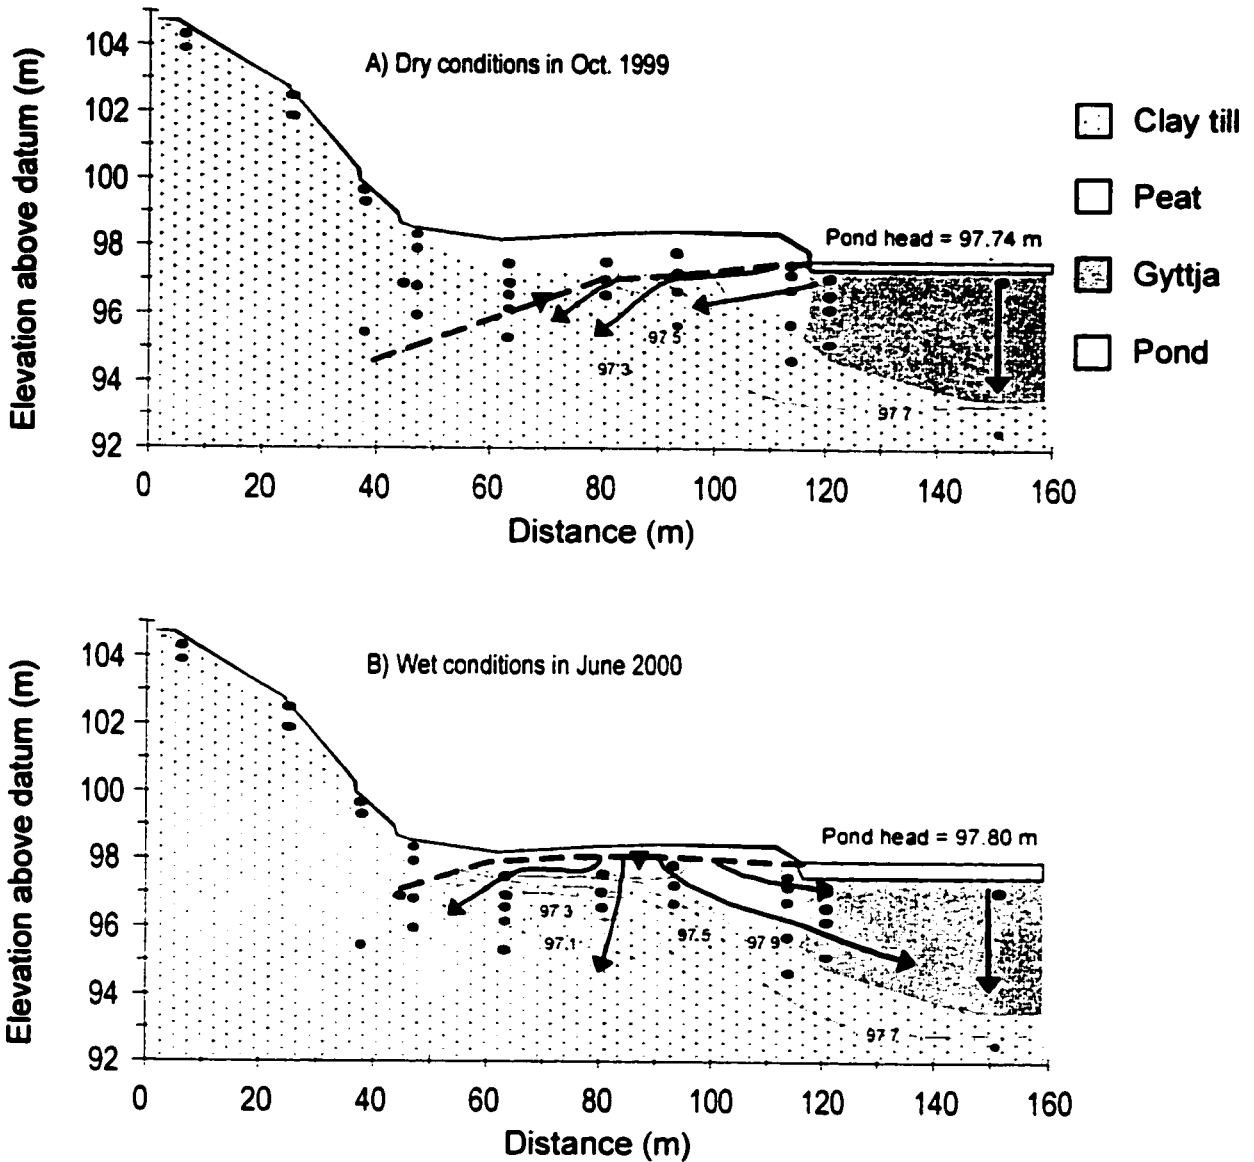 A) Dry conditions in Oct. 1999
Elevation above datum (m)
104
102
100
98
96
94
92
Pond head = 97.74 m
97.5
97.3
97.7
0 20 40 60 80 100 120 140 160
Distance (m)
Clay till
Peat
Gyttja
Pond
B) Wet conditions in June 2000
Elevation above datum (m)
104
102
100
98
96
94
92
Pond head = 97.80 m
97.3
97.1
97.5
97.9
97.7
0 20 40 60 80 100 120 140 160
Distance (m)